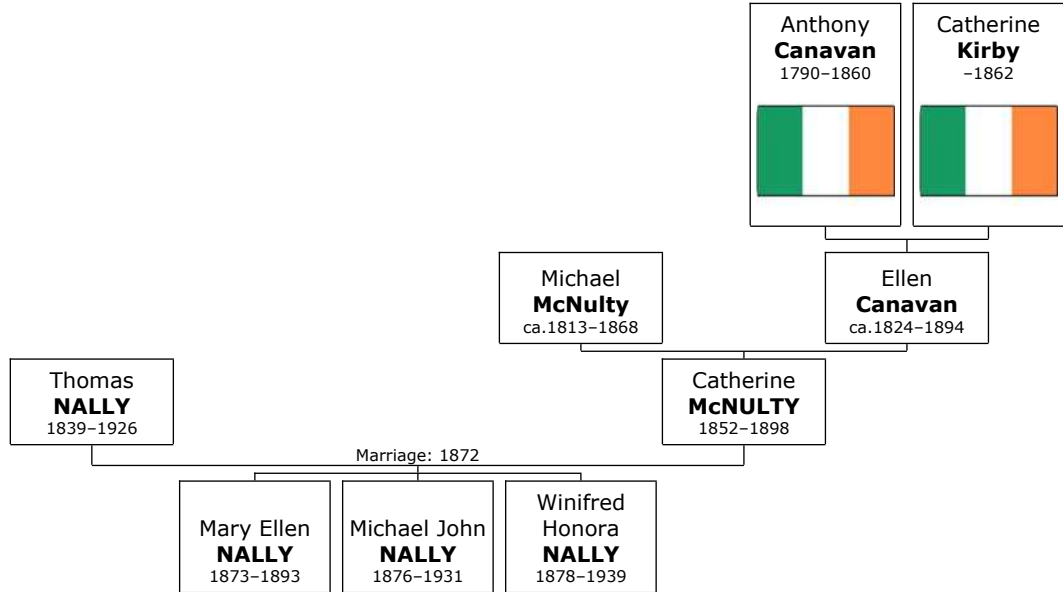 Anthony
Canavan
1790–1860
Catherine
Kirby
–1862
Michael
McNulty
ca.1813–1868
Ellen
Canavan
ca.1824–1894
Thomas
NALLY
1839–1926
Catherine
McNULTY
1852–1898
Marriage: 1872
Mary Ellen
NALLY
1873–1893
Michael John
NALLY
1876–1931
Winifred
Honora
NALLY
1878–1939